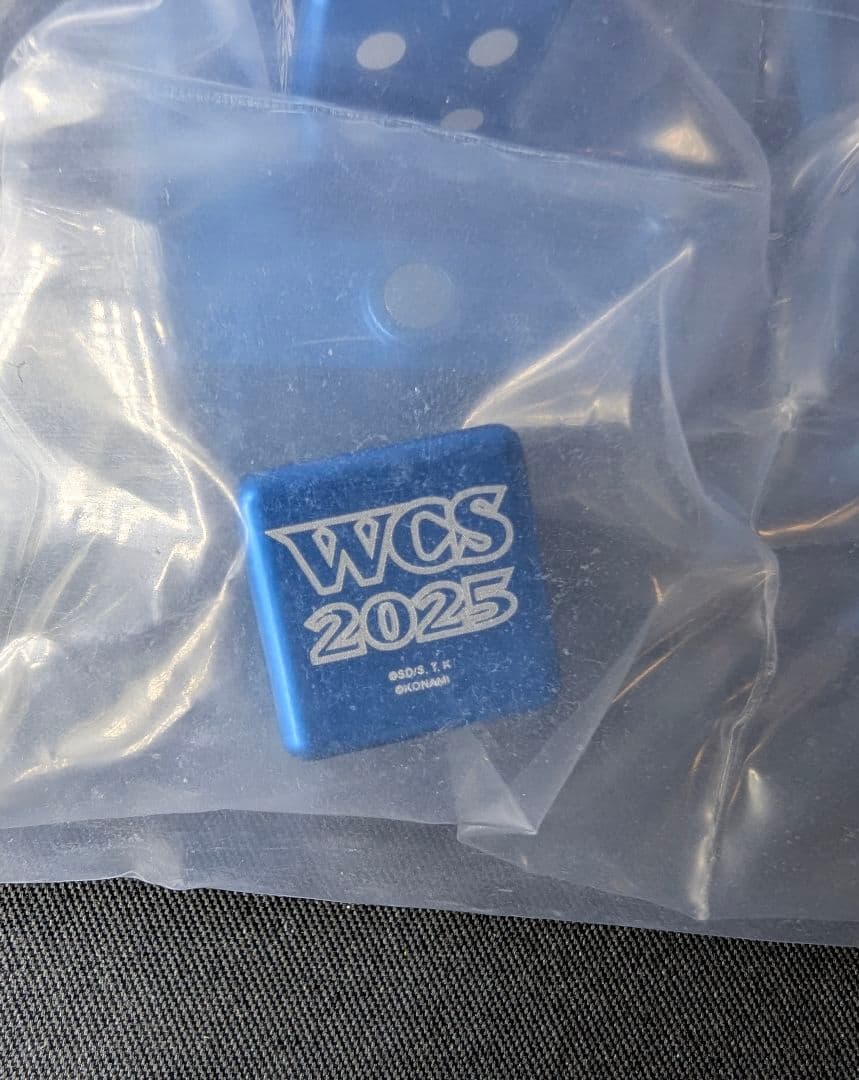 WCS
2025
©SD/S. T, K
©KONAMI